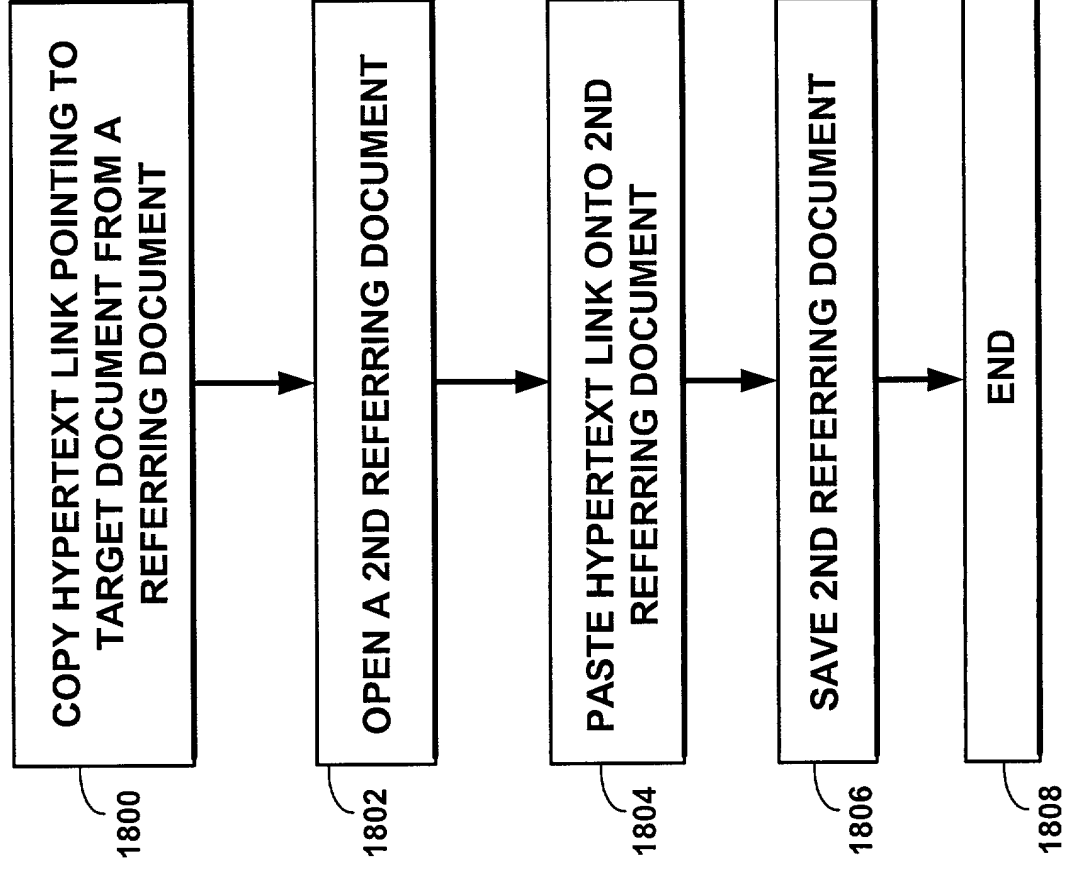 COPY HYPERTEXT LINK POINTING TO
TARGET DOCUMENT FROM A
REFERRING DOCUMENT
1800
OPEN A 2ND REFERRING DOCUMENT
1802
PASTE HYPERTEXT LINK ONTO 2ND
REFERRING DOCUMENT
1804
SAVE 2ND REFERRING DOCUMENT
1806
END
1808